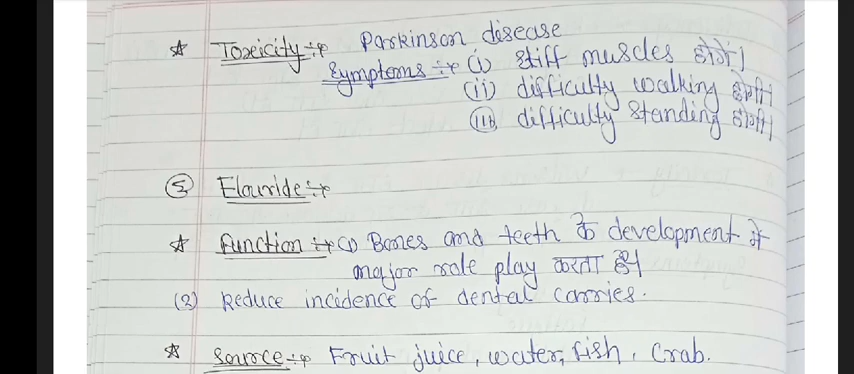 ☆ Toxicity :→ Parkinson disease
Symptoms :→ (i) stiff muscles होगे।
(ii) difficulty walking होगी।
(iii) difficulty standing होगी।
⑤ Flouride :→
☆ function :→ (1) Bones and teeth के development में
major role play करता है।
(2) Reduce incidence of dental carries.
☆ Source :→ Fruit juice, water, fish, crab.